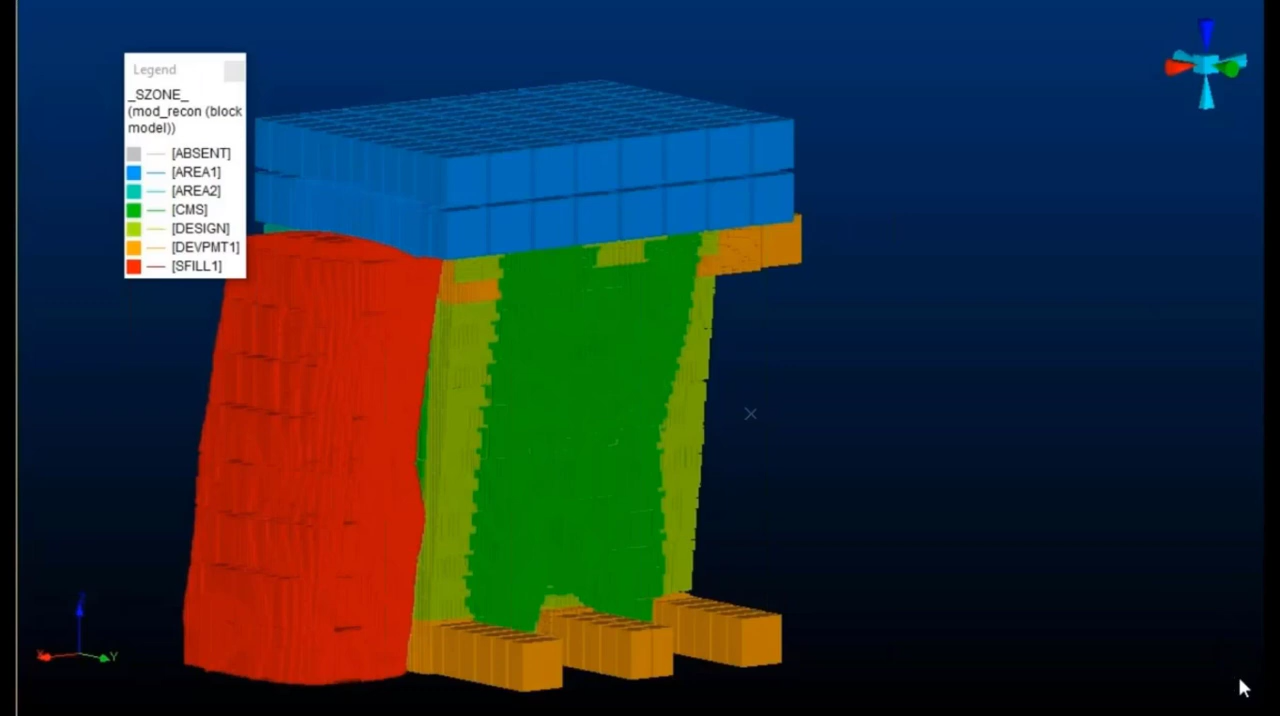 Legend
_SZONE_
(mod_recon (block
model))
[ABSENT]
[AREA1]
[AREA2]
[CMS]
[DESIGN]
[DEVPMT1]
[SFILL1]
Y